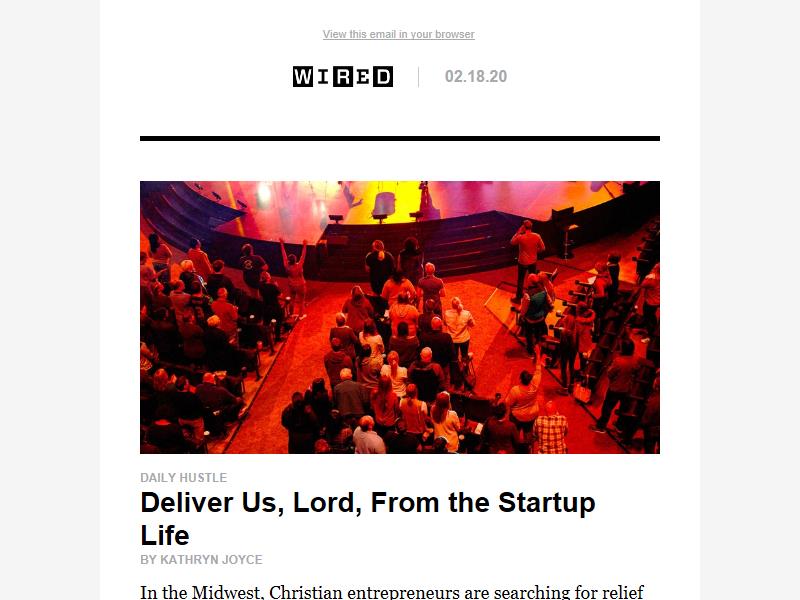 View this email in your browser
WIRED
02.18.20
DAILY HUSTLE
Deliver Us, Lord, From the Startup
Life
BY KATHRYN JOYCE
In the Midwest, Christian entrepreneurs are searching for relief